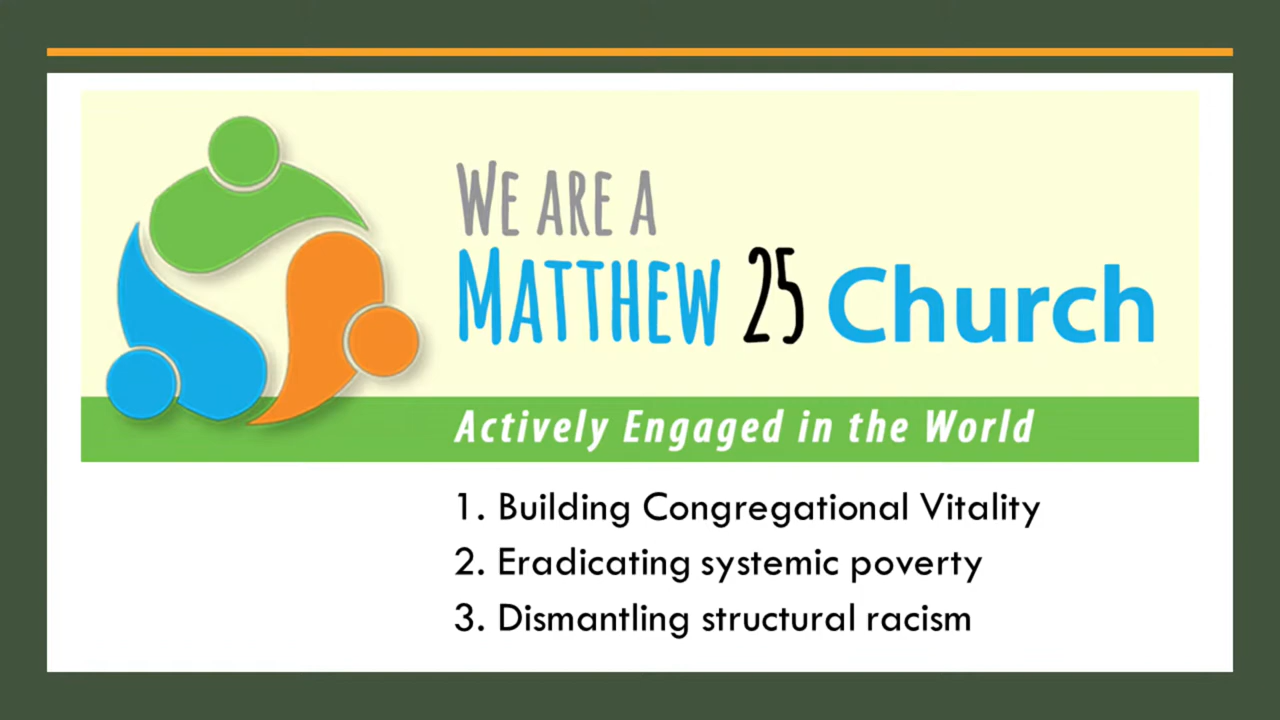 We are a
Matthew 25 Church
Actively Engaged in the World
1. Building Congregational Vitality
2. Eradicating systemic poverty
3. Dismantling structural racism